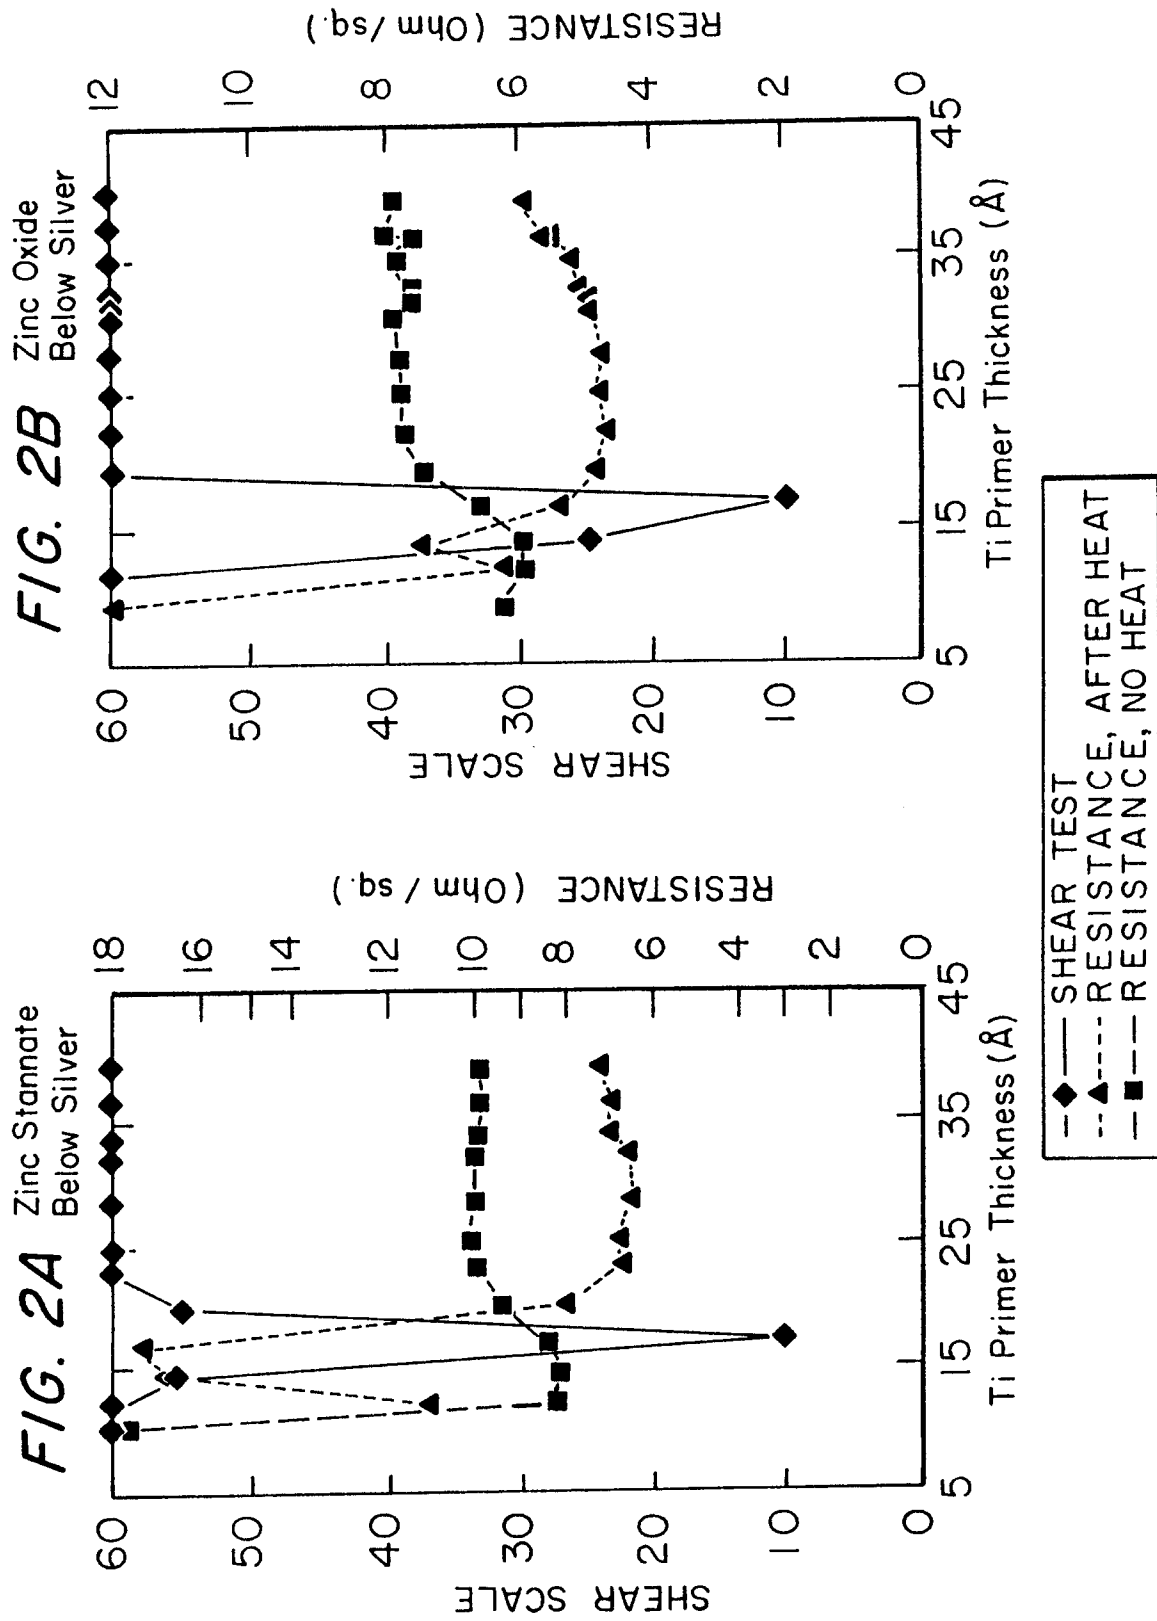 FIG. 2A
Zinc Stannate
Below Silver
60
50
40
30
20
10
0
SHEAR SCALE
18
16
14
12
10
8
6
4
2
0
RESISTANCE (Ohm/sq.)
5
15
25
35
45
Ti Primer Thickness (Å)
FIG. 2B
Zinc Oxide
Below Silver
60
50
40
30
20
10
0
SHEAR SCALE
12
10
8
6
4
2
0
RESISTANCE (Ohm/sq.)
5
15
25
35
45
Ti Primer Thickness (Å)
SHEAR TEST
RESISTANCE, AFTER HEAT
RESISTANCE, NO HEAT